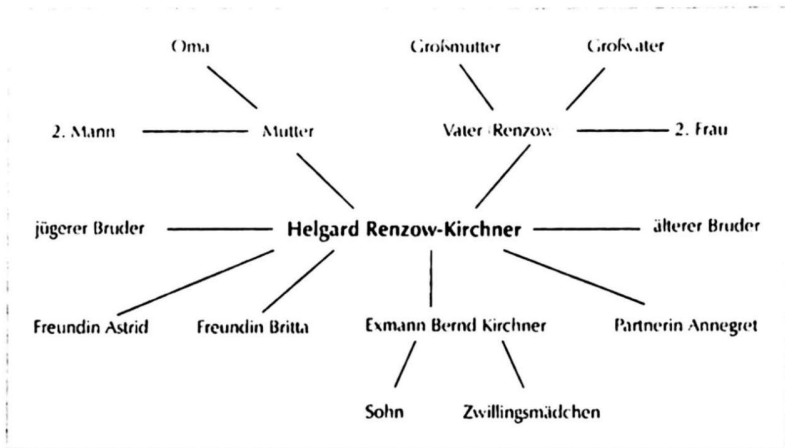 Oma Großmutter Großvater
2. Mann Mutter Vater Renzow 2. Frau
jügerer Bruder Helgard Renzow-Kirchner älterer Bruder
Freundin Astrid Freundin Britta Exmann Bernd Kirchner Partnerin Annegret
Sohn Zwillingsmädchen